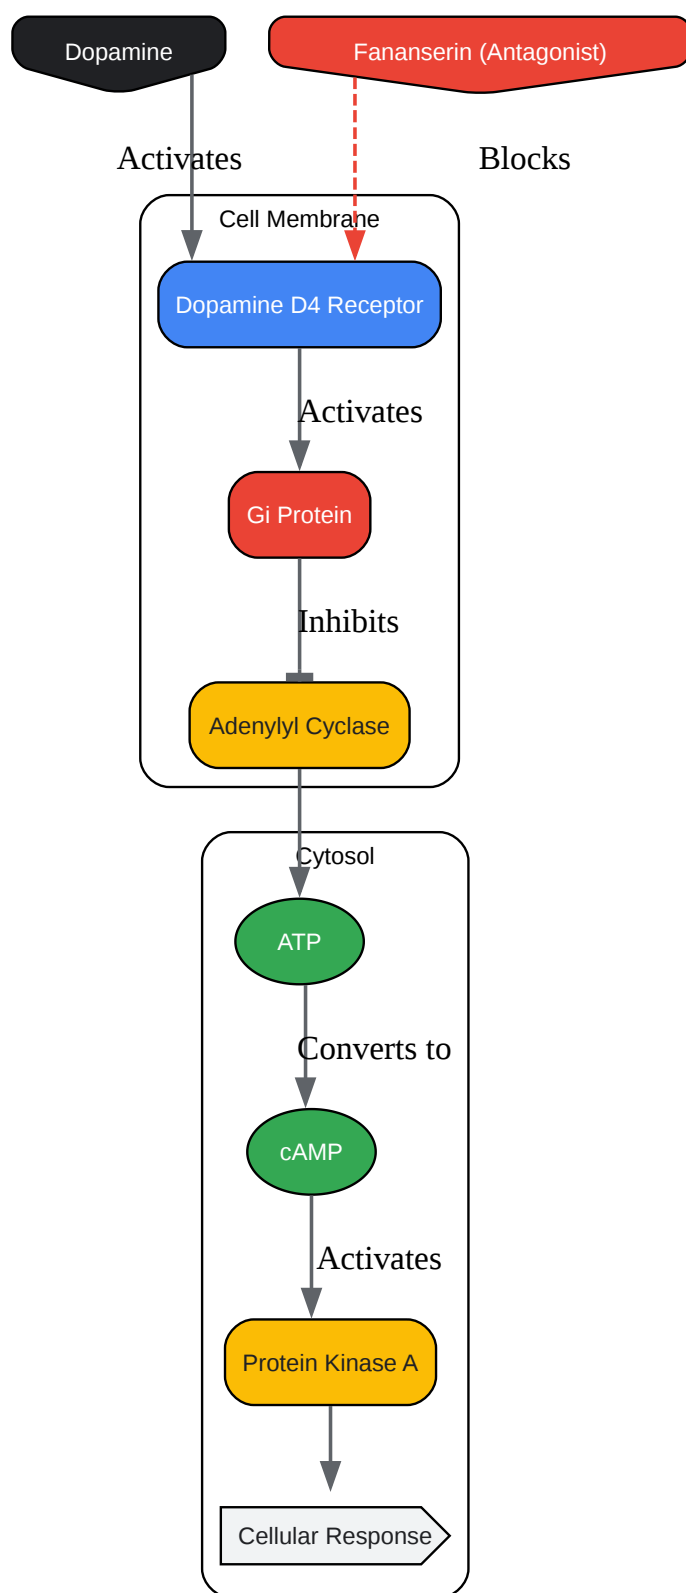 Dopamine
Fananserin (Antagonist)
Activates
Blocks
Cell Membrane
Dopamine D4 Receptor
Activates
Gi Protein
Inhibits
Adenylyl Cyclase
Cytosol
ATP
Converts to
cAMP
Activates
Protein Kinase A
Cellular Response